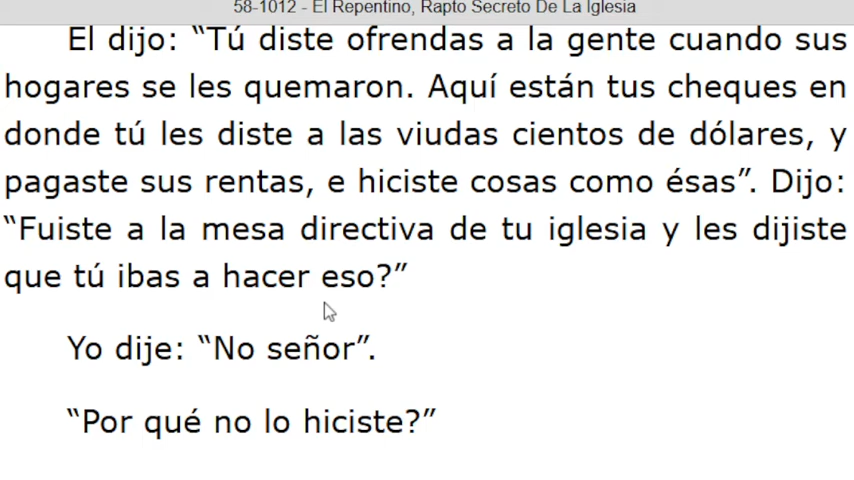 58-1012 - El Repentino, Rapto Secreto De La Iglesia
El dijo: “Tú diste ofrendas a la gente cuando sus
hogares se les quemaron. Aquí están tus cheques en
donde tú les diste a las viudas cientos de dólares, y
pagaste sus rentas, e hiciste cosas como ésas”. Dijo:
“Fuiste a la mesa directiva de tu iglesia y les dijiste
que tú ibas a hacer eso?”
Yo dije: “No señor”.
“Por qué no lo hiciste?”